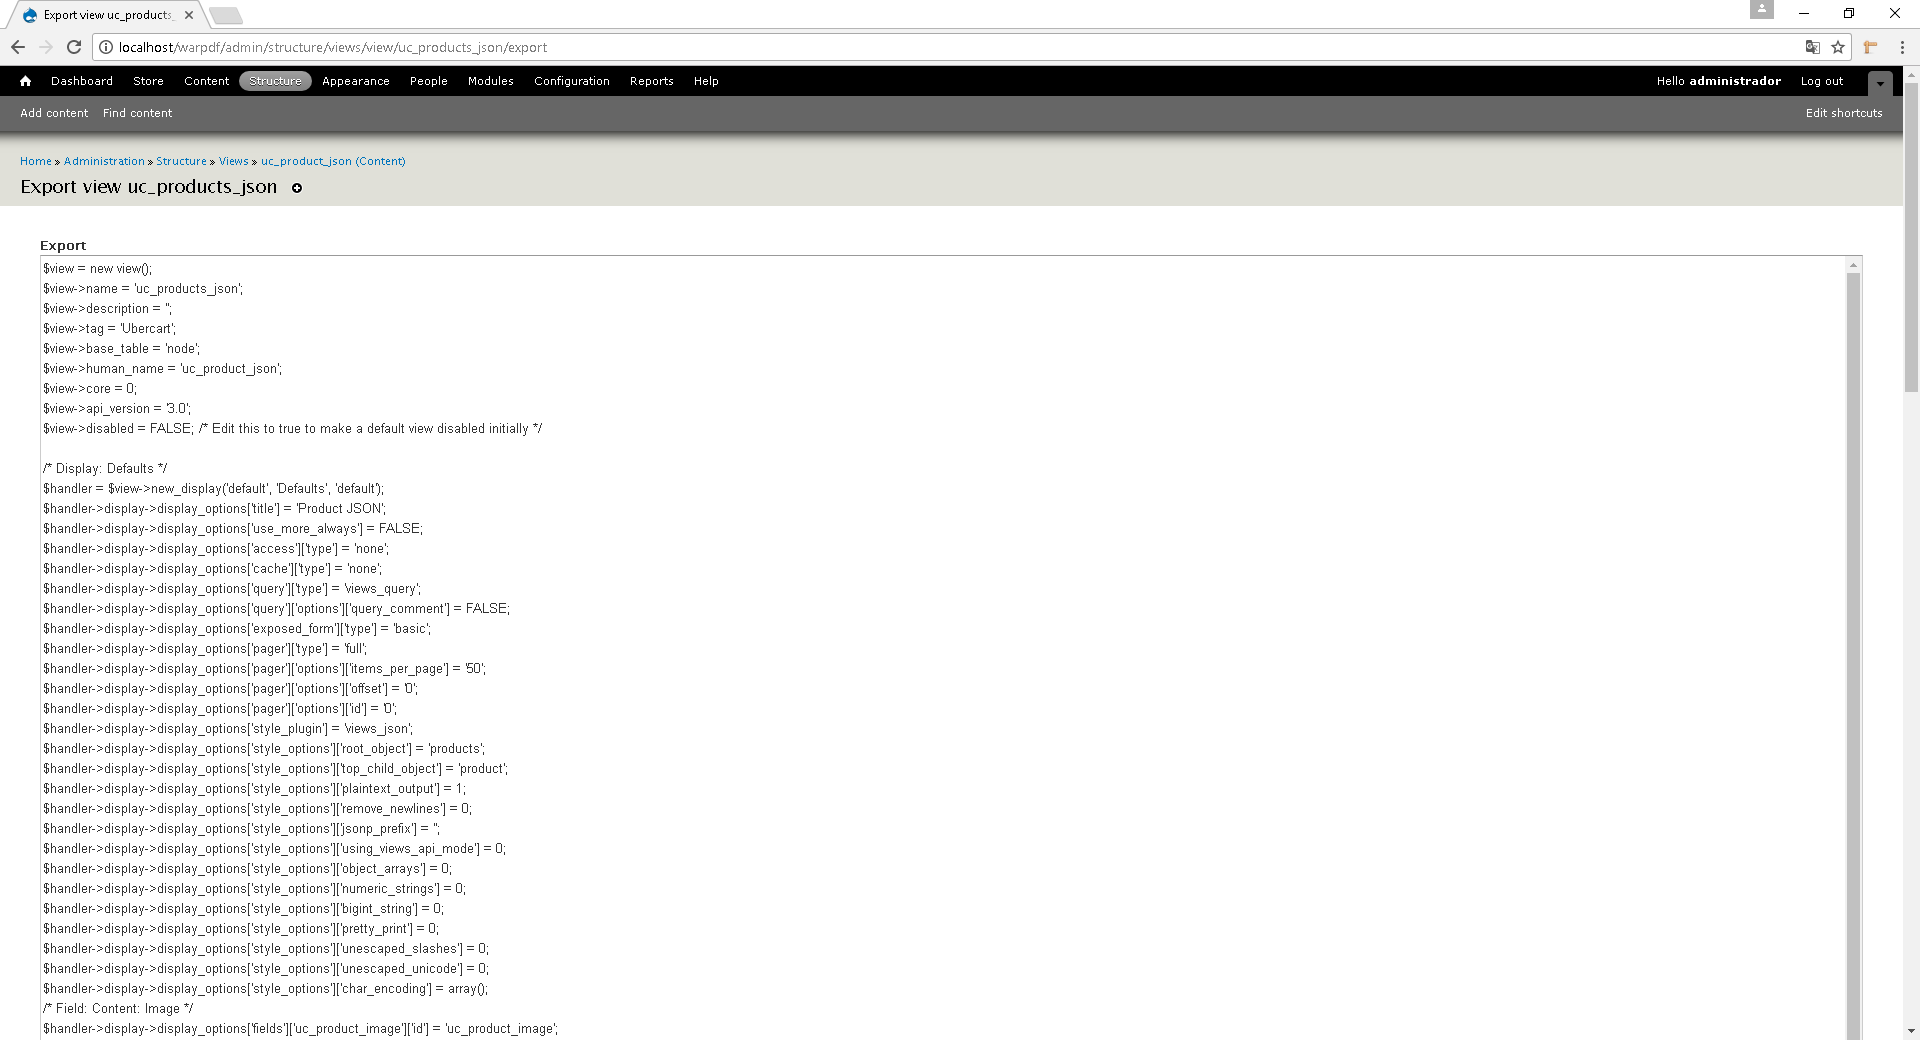 Export view uc_products_
localhost/warpdf/admin/structure/views/view/uc_products_json/export
Dashboard Store Content Structure Appearance People Modules Configuration Reports Help Hello administrador Log out
Add content Find content Edit shortcuts
Home » Administration » Structure » Views » uc_product_json (Content)
Export view uc_products_json
Export
$view = new view();
$view->name = 'uc_products_json';
$view->description = '';
$view->tag = 'Ubercart';
$view->base_table = 'node';
$view->human_name = 'uc_product_json';
$view->core = 0;
$view->api_version = '3.0';
$view->disabled = FALSE; /* Edit this to true to make a default view disabled initially */
/* Display: Defaults */
$handler = $view->new_display('default', 'Defaults', 'default');
$handler->display->display_options['title'] = 'Product JSON';
$handler->display->display_options['use_more_always'] = FALSE;
$handler->display->display_options['access']['type'] = 'none';
$handler->display->display_options['cache']['type'] = 'none';
$handler->display->display_options['query']['type'] = 'views_query';
$handler->display->display_options['query']['options']['query_comment'] = FALSE;
$handler->display->display_options['exposed_form']['type'] = 'basic';
$handler->display->display_options['pager']['type'] = 'full';
$handler->display->display_options['pager']['options']['items_per_page'] = '50';
$handler->display->display_options['pager']['options']['offset'] = '0';
$handler->display->display_options['pager']['options']['id'] = '0';
$handler->display->display_options['style_plugin'] = 'views_json';
$handler->display->display_options['style_options']['root_object'] = 'products';
$handler->display->display_options['style_options']['top_child_object'] = 'product';
$handler->display->display_options['style_options']['plaintext_output'] = 1;
$handler->display->display_options['style_options']['remove_newlines'] = 0;
$handler->display->display_options['style_options']['jsonp_prefix'] = '';
$handler->display->display_options['style_options']['using_views_api_mode'] = 0;
$handler->display->display_options['style_options']['object_arrays'] = 0;
$handler->display->display_options['style_options']['numeric_strings'] = 0;
$handler->display->display_options['style_options']['bigint_string'] = 0;
$handler->display->display_options['style_options']['pretty_print'] = 0;
$handler->display->display_options['style_options']['unescaped_slashes'] = 0;
$handler->display->display_options['style_options']['unescaped_unicode'] = 0;
$handler->display->display_options['style_options']['char_encoding'] = array();
/* Field: Content: Image */
$handler->display->display_options['fields']['uc_product_image']['id'] = 'uc_product_image';